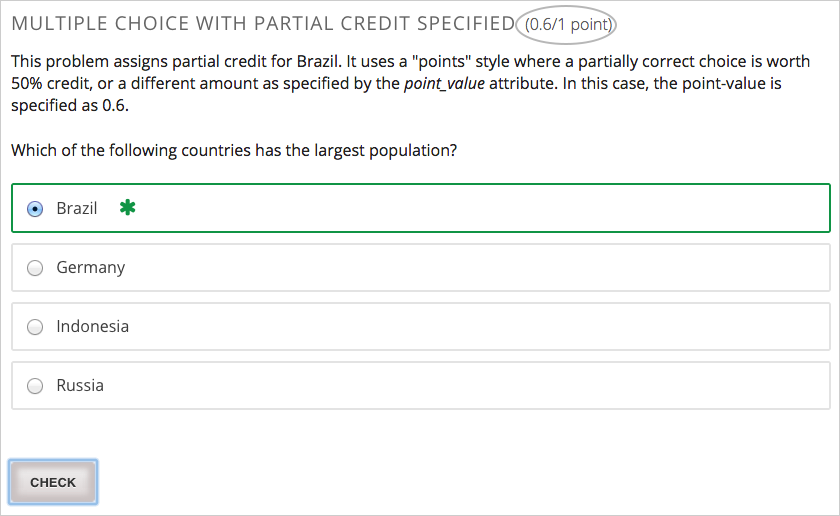 MULTIPLE CHOICE WITH PARTIAL CREDIT SPECIFIED (0.6/1 point)
This problem assigns partial credit for Brazil. It uses a "points" style where a partially correct choice is worth
50% credit, or a different amount as specified by the point_value attribute. In this case, the point-value is
specified as 0.6.
Which of the following countries has the largest population?
Brazil
Germany
Indonesia
Russia
CHECK